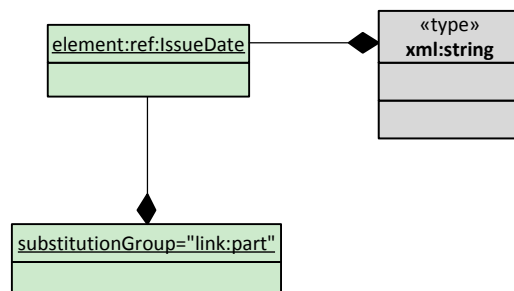 element:ref:IssueDate
«type»
xml:string
substitutionGroup="link:part"